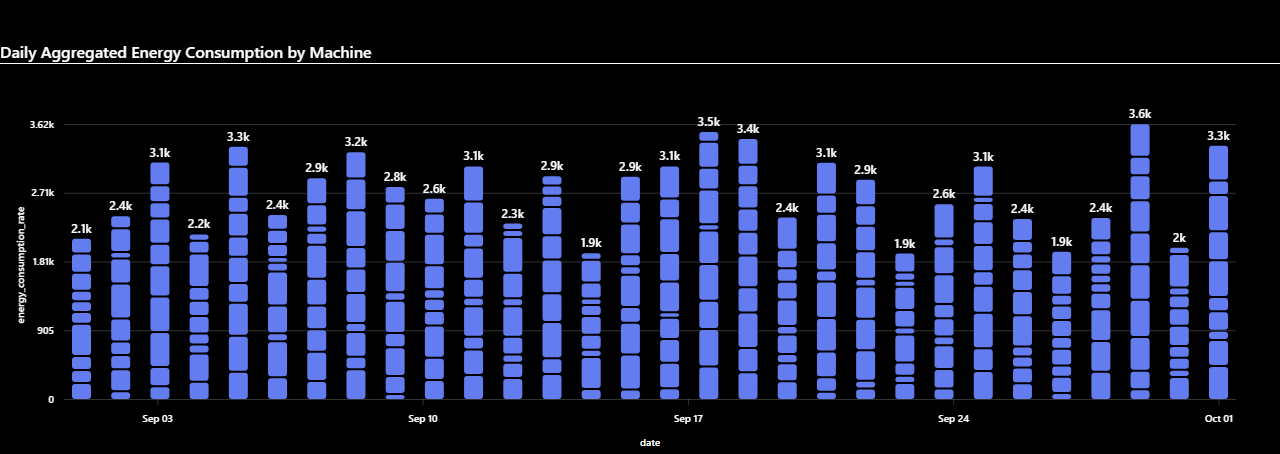 Daily Aggregated Energy Consumption by Machine
3.62k
2.71k
1.81k
905
0
energy_consumption_rate
2.1k
2.4k
3.1k
2.2k
3.3k
2.4k
2.9k
3.2k
2.8k
2.6k
3.1k
2.3k
2.9k
1.9k
2.9k
3.1k
3.5k
3.4k
2.4k
3.1k
2.9k
1.9k
2.6k
3.1k
2.4k
1.9k
2.4k
3.6k
2k
3.3k
Sep 03 Sep 10 Sep 17 Sep 24 Oct 01
date